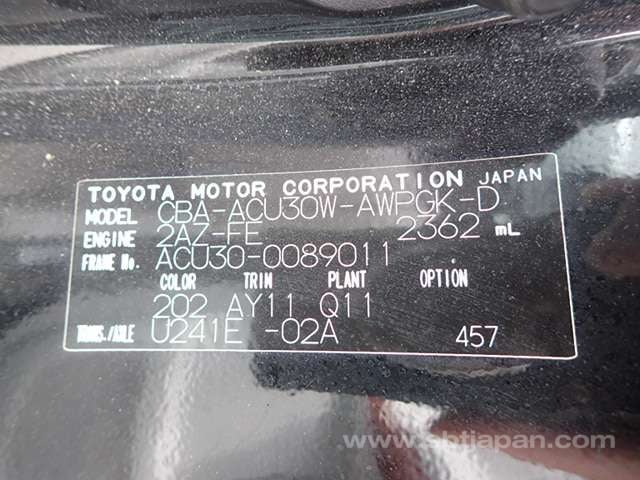 TOYOTA MOTOR CORPORATION JAPAN
MODEL CBA-ACU30W-AWPGK-D
ENGINE 2AZ-FE 2362 mL
FRAME No. ACU30-0089011
COLOR TRIM PLANT OPTION
202 AY11 Q11
TRANS./AXLE U241E -02A 457
www.sbtjapan.com